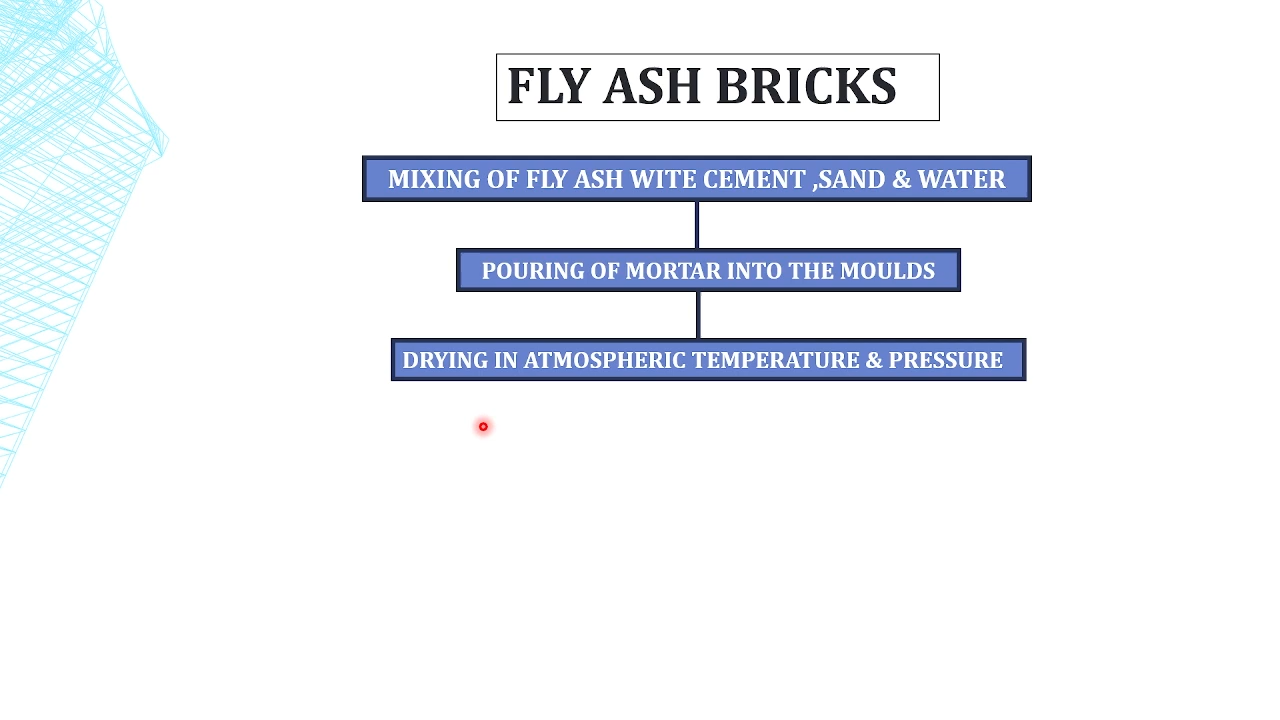 FLY ASH BRICKS
MIXING OF FLY ASH WITE CEMENT ,SAND & WATER
POURING OF MORTAR INTO THE MOULDS
DRYING IN ATMOSPHERIC TEMPERATURE & PRESSURE